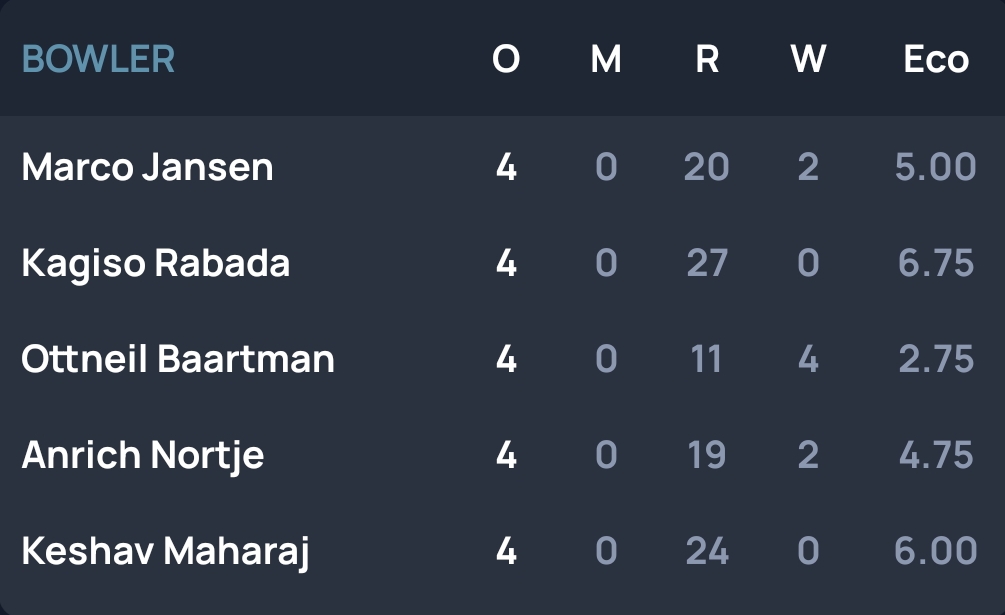 BOWLER O M R W Eco
Marco Jansen 4 0 20 2 5.00
Kagiso Rabada 4 0 27 0 6.75
Ottneil Baartman 4 0 11 4 2.75
Anrich Nortje 4 0 19 2 4.75
Keshav Maharaj 4 0 24 0 6.00